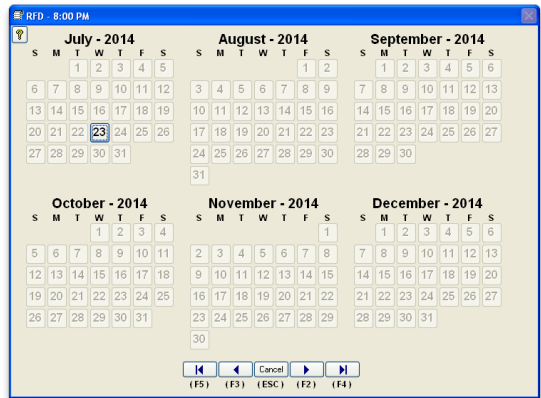 RFD - 8:00 PM
?
July - 2014 August - 2014 September - 2014
S M T W T F S S M T W T F S S M T W T F S
1 2 3 4 5 1 2 1 2 3 4 5 6
6 7 8 9 10 11 12 3 4 5 6 7 8 9 7 8 9 10 11 12 13
13 14 15 16 17 18 19 10 11 12 13 14 15 16 14 15 16 17 18 19 20
20 21 22 23 24 25 26 17 18 19 20 21 22 23 21 22 23 24 25 26 27
27 28 29 30 31 24 25 26 27 28 29 30 28 29 30
31
October - 2014 November - 2014 December - 2014
S M T W T F S S M T W T F S S M T W T F S
1 2 3 4 1 1 2 3 4 5 6
5 6 7 8 9 10 11 2 3 4 5 6 7 8 7 8 9 10 11 12 13
12 13 14 15 16 17 18 9 10 11 12 13 14 15 14 15 16 17 18 19 20
19 20 21 22 23 24 25 16 17 18 19 20 21 22 21 22 23 24 25 26 27
26 27 28 29 30 31 23 24 25 26 27 28 29 28 29 30 31
30
Cancel
(F5) (F3) (ESC) (F2) (F4)